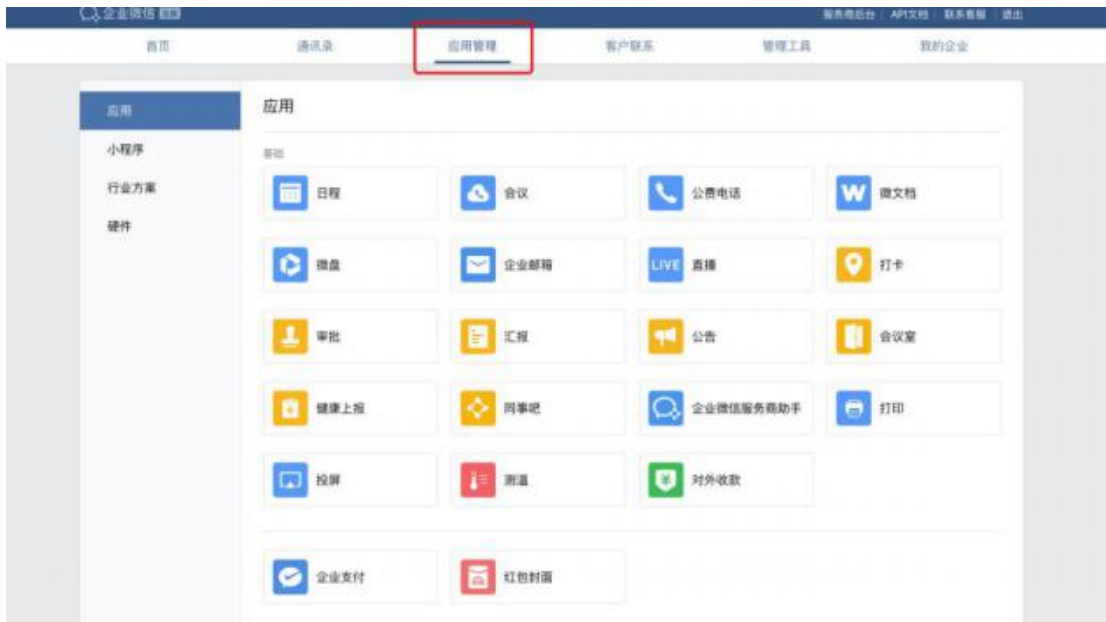 企业微信
服务商后台 API文档 联系客服 退出
首页 通讯录 应用管理 客户联系 管理工具 我的企业
应用
小程序
行业方案
硬件
应用
基础
日程 会议 公费电话 微文档
微盘 企业邮箱 LIVE 直播 打卡
审批 汇报 公告 会议室
健康上报 同事吧 企业微信服务商助手 打印
投屏 测温 对外收款
企业支付 红包封面